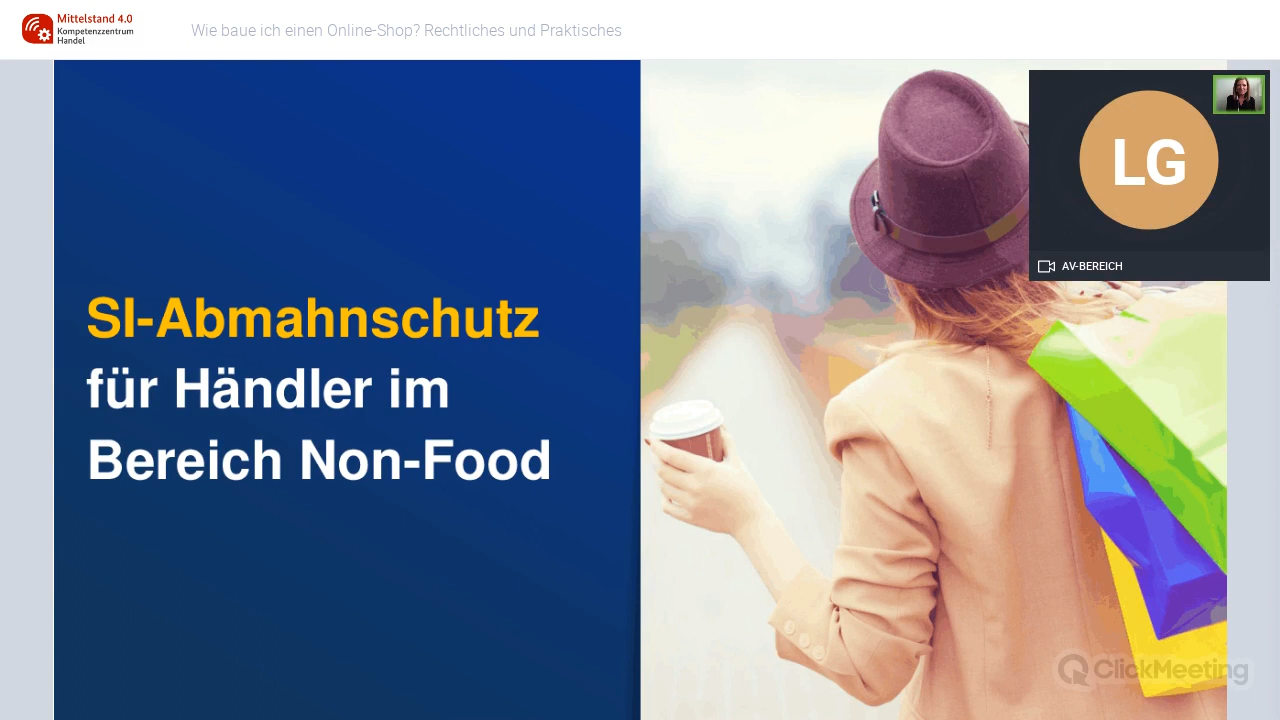 Mittelstand 4.0
Kompetenzzentrum
Handel
Wie baue ich einen Online-Shop? Rechtliches und Praktisches
LG
AV-BEREICH
SI-Abmahnschutz
für Händler im
Bereich Non-Food
ClickMeeting